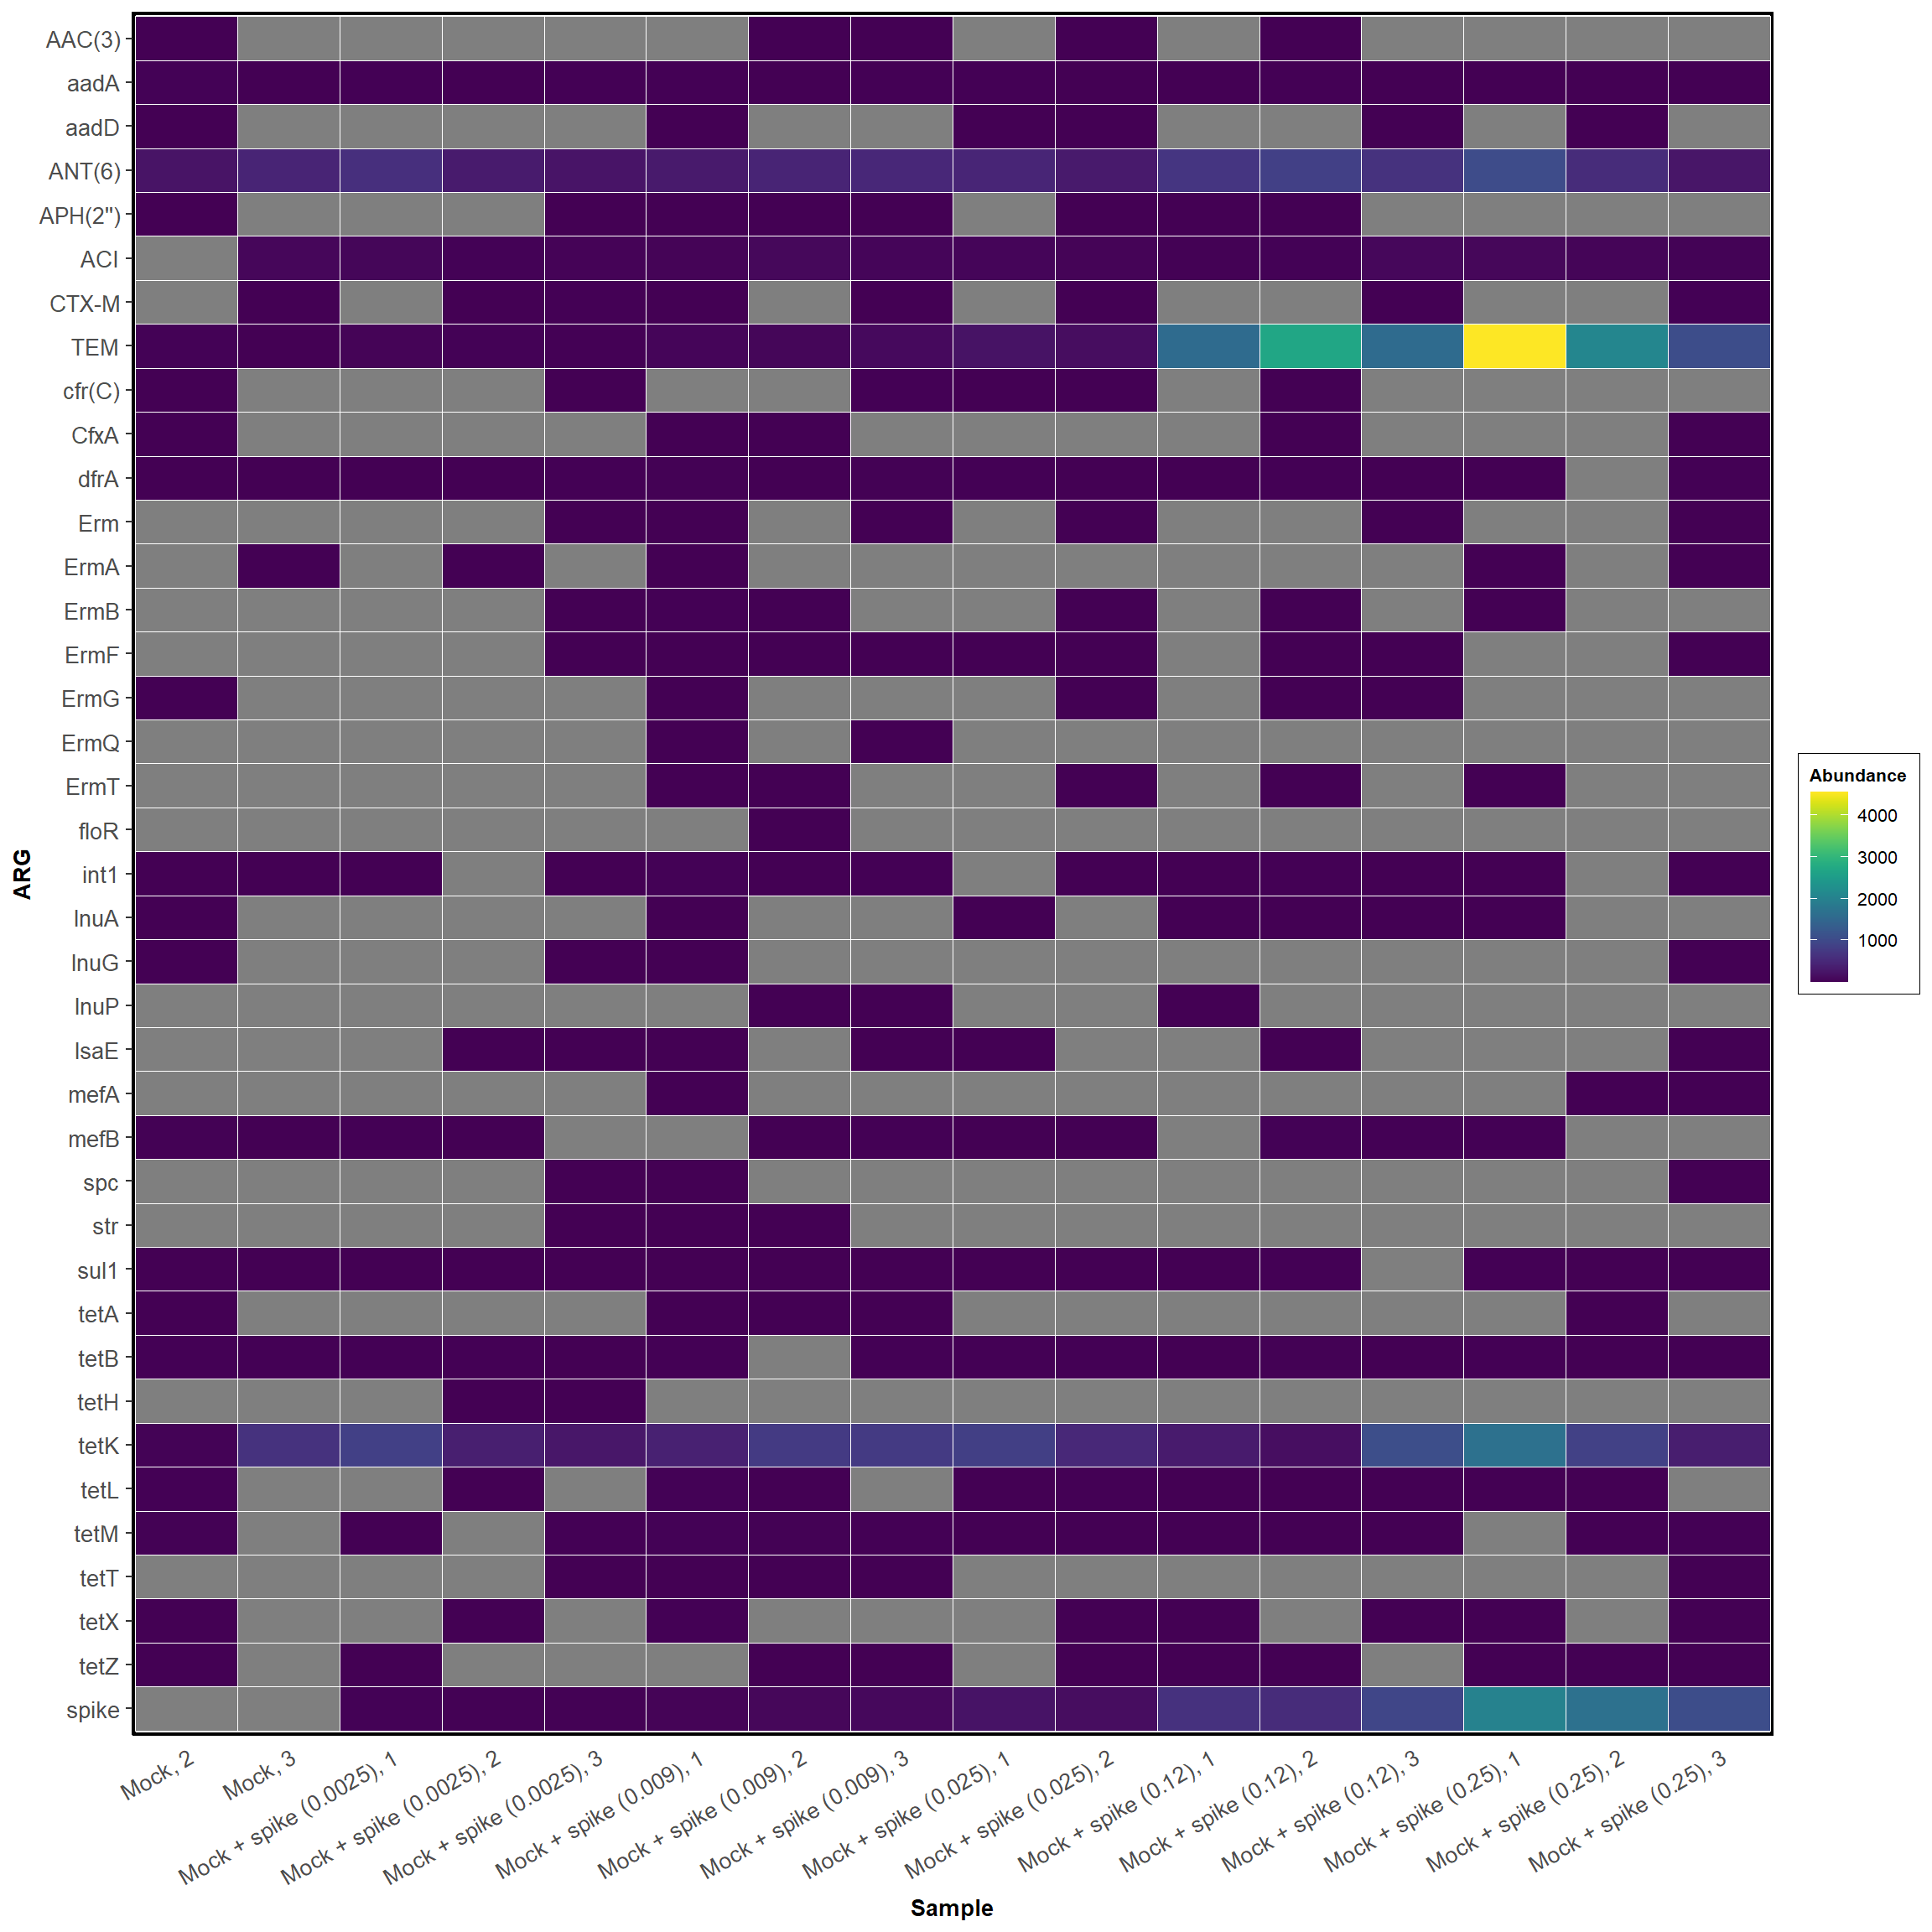 AAC(3)
aadA
aadD
ANT(6)
APH(2")
ACI
CTX-M
TEM
cfr(C)
CfxA
dfrA
Erm
ErmA
ErmB
ErmF
ErmG
ErmQ
ErmT
floR
int1
lnuA
lnuG
lnuP
lsaE
mefA
mefB
spc
str
sul1
tetA
tetB
tetH
tetK
tetL
tetM
tetT
tetX
tetZ
spike
ARG
Abundance
4000
3000
2000
1000
Mock, 2
Mock, 3
Mock + spike (0.0025), 1
Mock + spike (0.0025), 2
Mock + spike (0.0025), 3
Mock + spike (0.009), 1
Mock + spike (0.009), 2
Mock + spike (0.009), 3
Mock + spike (0.025), 1
Mock + spike (0.025), 2
Mock + spike (0.12), 1
Mock + spike (0.12), 2
Mock + spike (0.12), 3
Mock + spike (0.25), 1
Mock + spike (0.25), 2
Mock + spike (0.25), 3
Sample